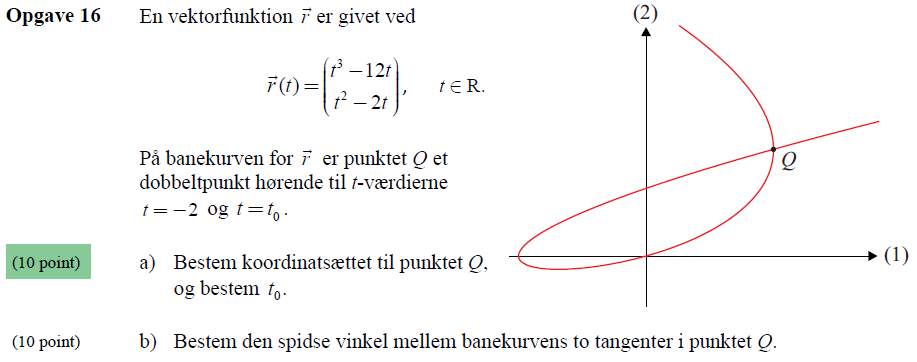 Opgave 16 En vektorfunktion r⃗ er givet ved
r⃗(t) = (t³ − 12t
t² − 2t), t ∈ R.
På banekurven for r⃗ er punktet Q et
dobbeltpunkt hørende til t-værdierne
t = −2 og t = t₀.
(10 point) a) Bestem koordinatsættet til punktet Q,
og bestem t₀.
(10 point) b) Bestem den spidse vinkel mellem banekurvens to tangenter i punktet Q.
(2)
Q
(1)